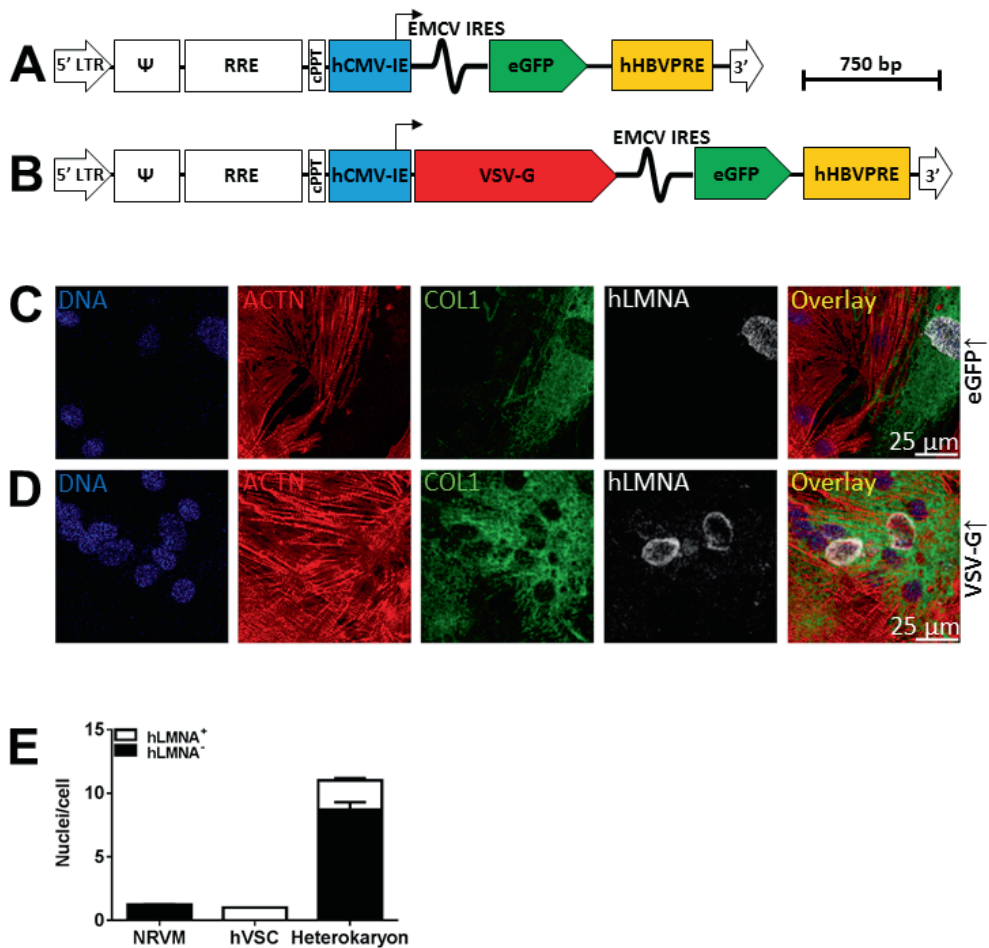 A
5' LTR Ψ RRE cPPT hCMV-IE EMCV IRES eGFP hHBVPRE 3' 750 bp
B
5' LTR Ψ RRE cPPT hCMV-IE VSV-G EMCV IRES eGFP hHBVPRE 3'
C
DNA ACTN COL1 hLMNA Overlay
25 µm
eGFP↑
D
DNA ACTN COL1 hLMNA Overlay
25 µm
VSV-G↑
E
hLMNA+
hLMNA-
Nuclei/cell
15
10
5
0
NRVM hVSC Heterokaryon